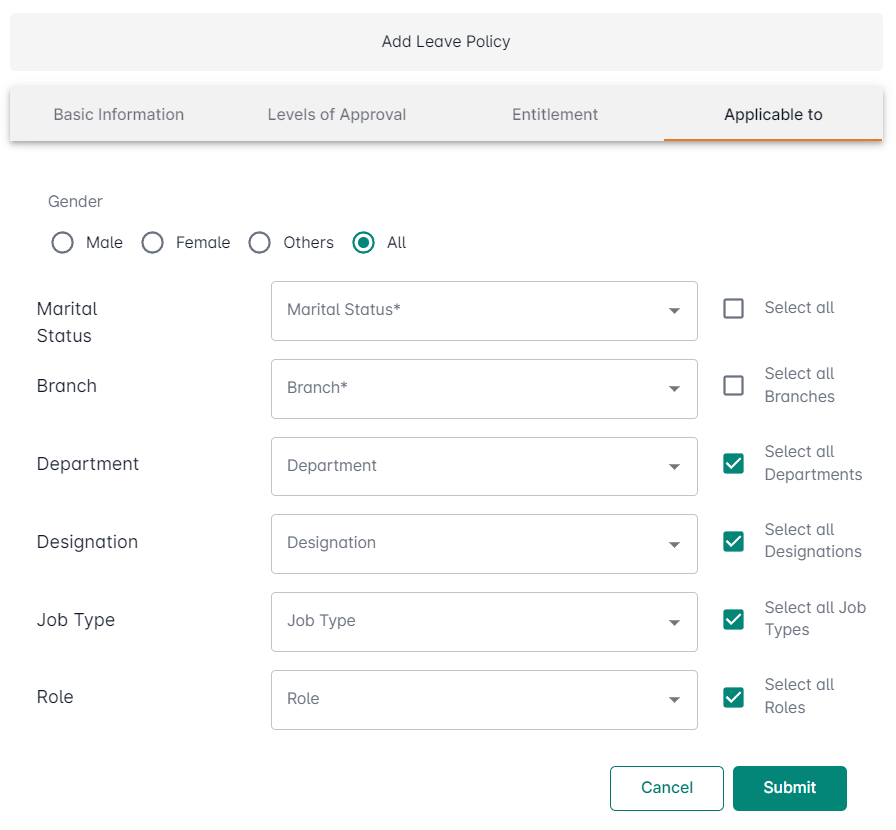 Add Leave Policy
Basic Information Levels of Approval Entitlement Applicable to
Gender
Male Female Others All
Marital
Status
Marital Status*
Select all
Branch
Branch*
Select all
Branches
Department
Department
Select all
Departments
Designation
Designation
Select all
Designations
Job Type
Job Type
Select all Job
Types
Role
Role
Select all
Roles
Cancel Submit